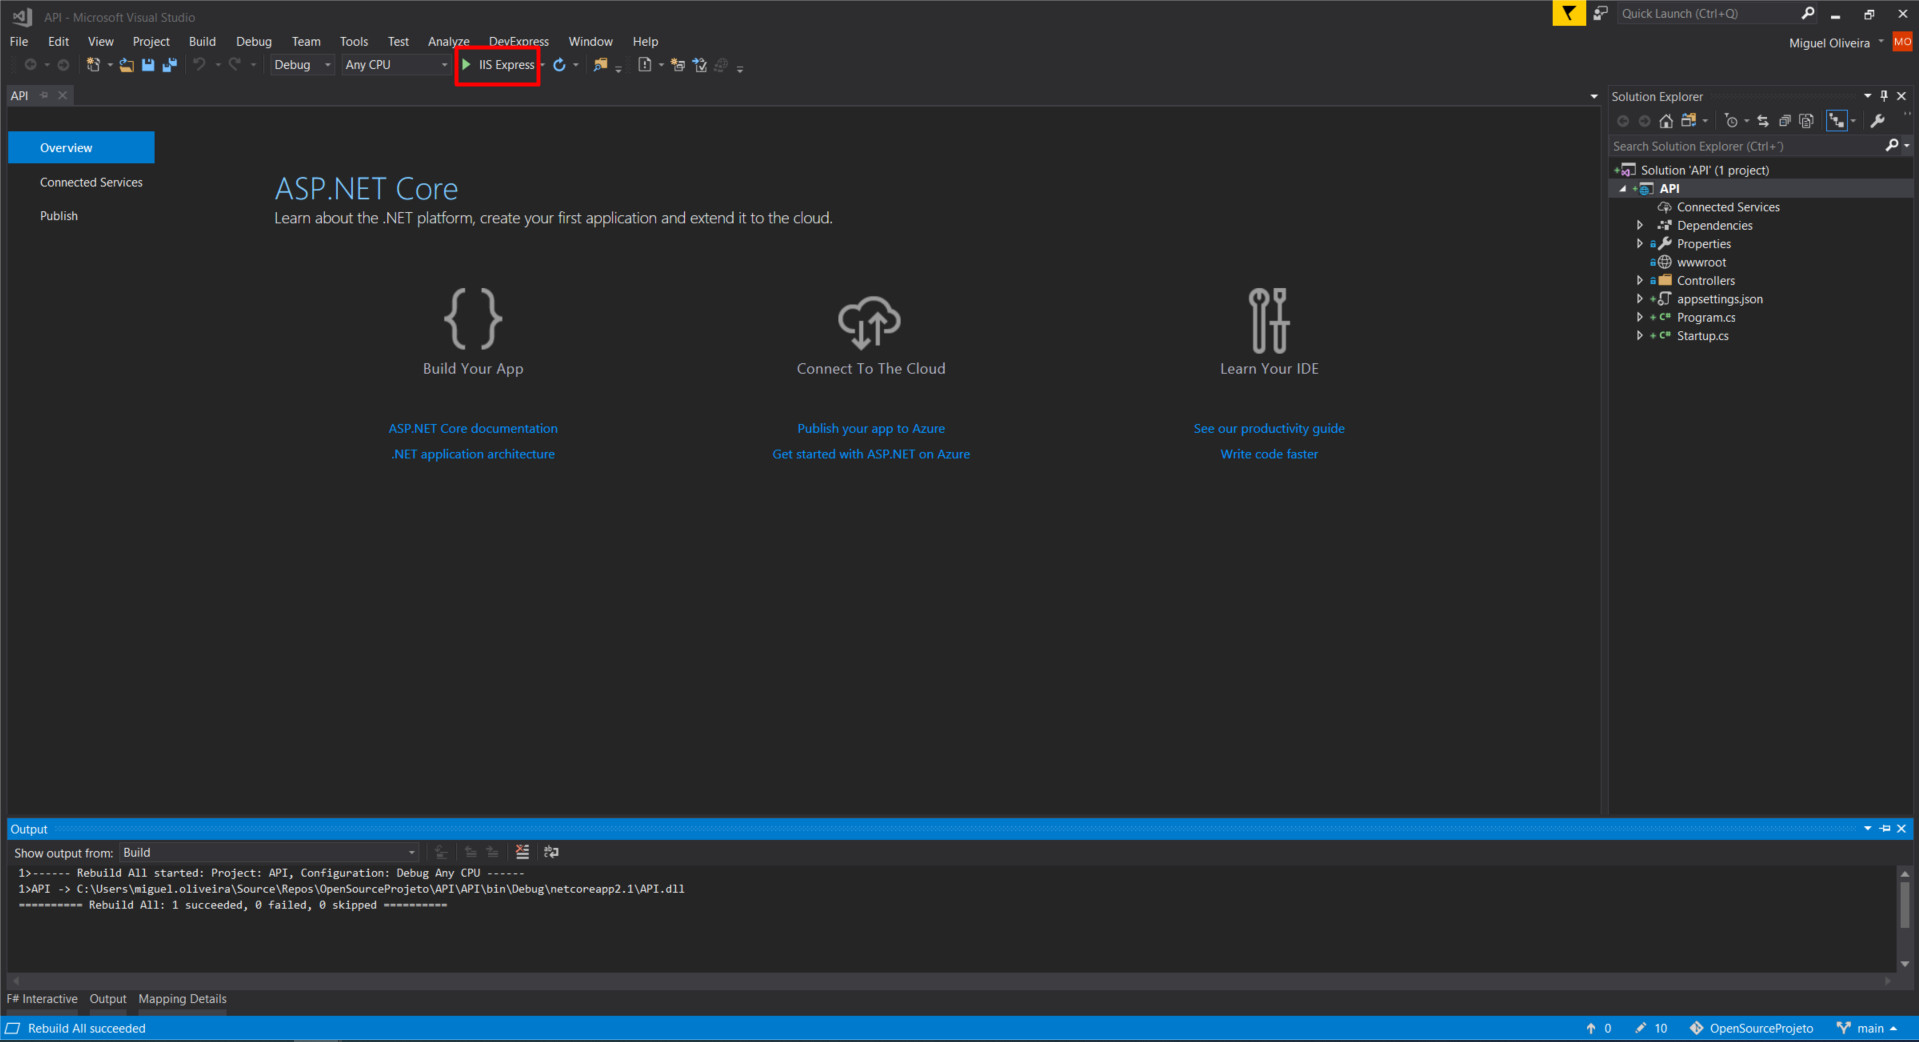 API - Microsoft Visual Studio
Quick Launch (Ctrl+Q)
File Edit View Project Build Debug Team Tools Test Analyze DevExpress Window Help
Miguel Oliveira MO
Debug Any CPU IIS Express
API
Solution Explorer
Search Solution Explorer (Ctrl+´)
Overview
Connected Services
Publish
ASP.NET Core
Learn about the .NET platform, create your first application and extend it to the cloud.
Build Your App
Connect To The Cloud
Learn Your IDE
ASP.NET Core documentation
.NET application architecture
Publish your app to Azure
Get started with ASP.NET on Azure
See our productivity guide
Write code faster
Solution 'API' (1 project)
API
Connected Services
Dependencies
Properties
wwwroot
Controllers
appsettings.json
C# Program.cs
C# Startup.cs
Output
Show output from: Build
1>------ Rebuild All started: Project: API, Configuration: Debug Any CPU ------
1>API -> C:\Users\miguel.oliveira\Source\Repos\OpenSourceProjeto\API\API\bin\Debug\netcoreapp2.1\API.dll
========== Rebuild All: 1 succeeded, 0 failed, 0 skipped ==========
F# Interactive Output Mapping Details
Rebuild All succeeded
0 10 OpenSourceProjeto main